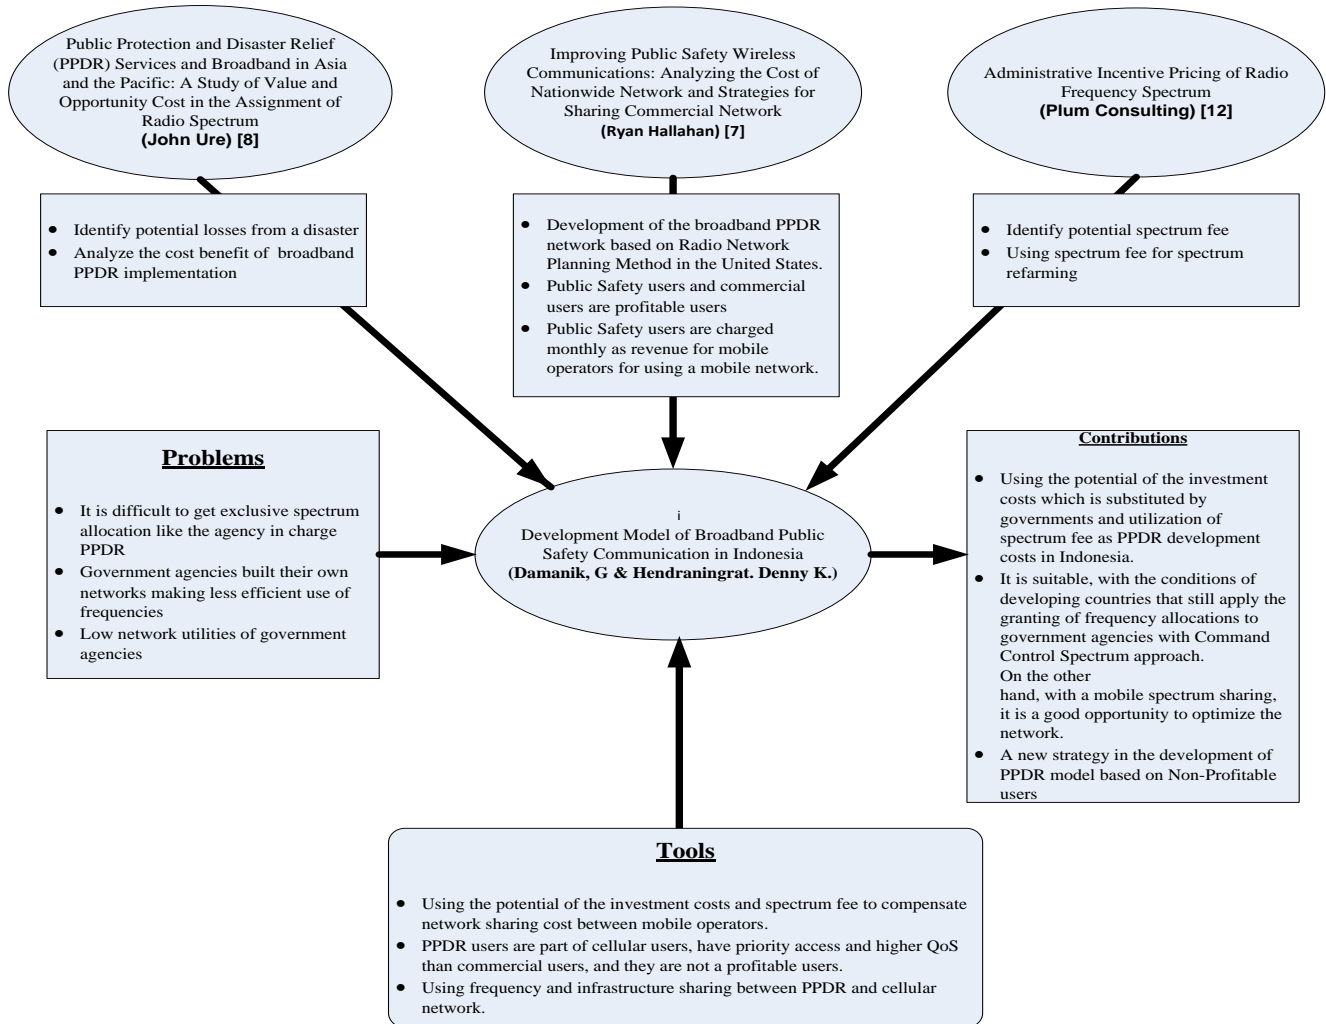 Public Protection and Disaster Relief
(PPDR) Services and Broadband in Asia
and the Pacific: A Study of Value and
Opportunity Cost in the Assignment of
Radio Spectrum
(John Ure) [8]
Improving Public Safety Wireless
Communications: Analyzing the Cost of
Nationwide Network and Strategies for
Sharing Commercial Network
(Ryan Hallahan) [7]
Administrative Incentive Pricing of Radio
Frequency Spectrum
(Plum Consulting) [12]
• Identify potential losses from a disaster
• Analyze the cost benefit of broadband
PPDR implementation
• Development of the broadband PPDR
network based on Radio Network
Planning Method in the United States.
• Public Safety users and commercial
users are profitable users
• Public Safety users are charged
monthly as revenue for mobile
operators for using a mobile network.
• Identify potential spectrum fee
• Using spectrum fee for spectrum
refarming
Problems
• It is difficult to get exclusive spectrum
allocation like the agency in charge
PPDR
• Government agencies built their own
networks making less efficient use of
frequencies
• Low network utilities of government
agencies
i
Development Model of Broadband Public
Safety Communication in Indonesia
(Damanik, G & Hendraningrat. Denny K.)
Contributions
• Using the potential of the investment
costs which is substituted by
governments and utilization of
spectrum fee as PPDR development
costs in Indonesia.
• It is suitable, with the conditions of
developing countries that still apply the
granting of frequency allocations to
government agencies with Command
Control Spectrum approach.
On the other
hand, with a mobile spectrum sharing,
it is a good opportunity to optimize the
network.
• A new strategy in the development of
PPDR model based on Non-Profitable
users
Tools
• Using the potential of the investment costs and spectrum fee to compensate
network sharing cost between mobile operators.
• PPDR users are part of cellular users, have priority access and higher QoS
than commercial users, and they are not a profitable users.
• Using frequency and infrastructure sharing between PPDR and cellular
network.